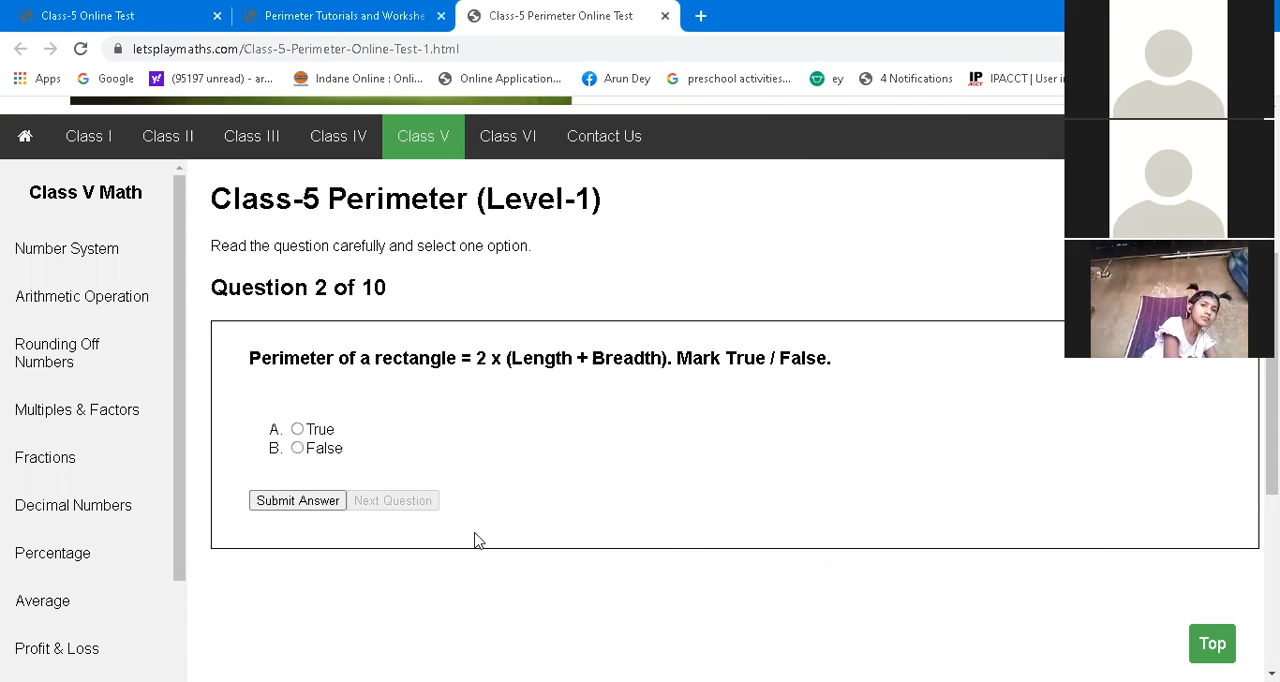 Class-5 Online Test
Perimeter Tutorials and Workshe
Class-5 Perimeter Online Test
letsplaymaths.com/Class-5-Perimeter-Online-Test-1.html
Apps Google (95197 unread) - ar... Indane Online : Onli... Online Application... Arun Dey preschool activities... ey 4 Notifications IPACCT | User in
Class I Class II Class III Class IV Class V Class VI Contact Us
Class V Math
Number System
Arithmetic Operation
Rounding Off
Numbers
Multiples & Factors
Fractions
Decimal Numbers
Percentage
Average
Profit & Loss
Class-5 Perimeter (Level-1)
Read the question carefully and select one option.
Question 2 of 10
Perimeter of a rectangle = 2 x (Length + Breadth). Mark True / False.
A. True
B. False
Submit Answer Next Question
Top